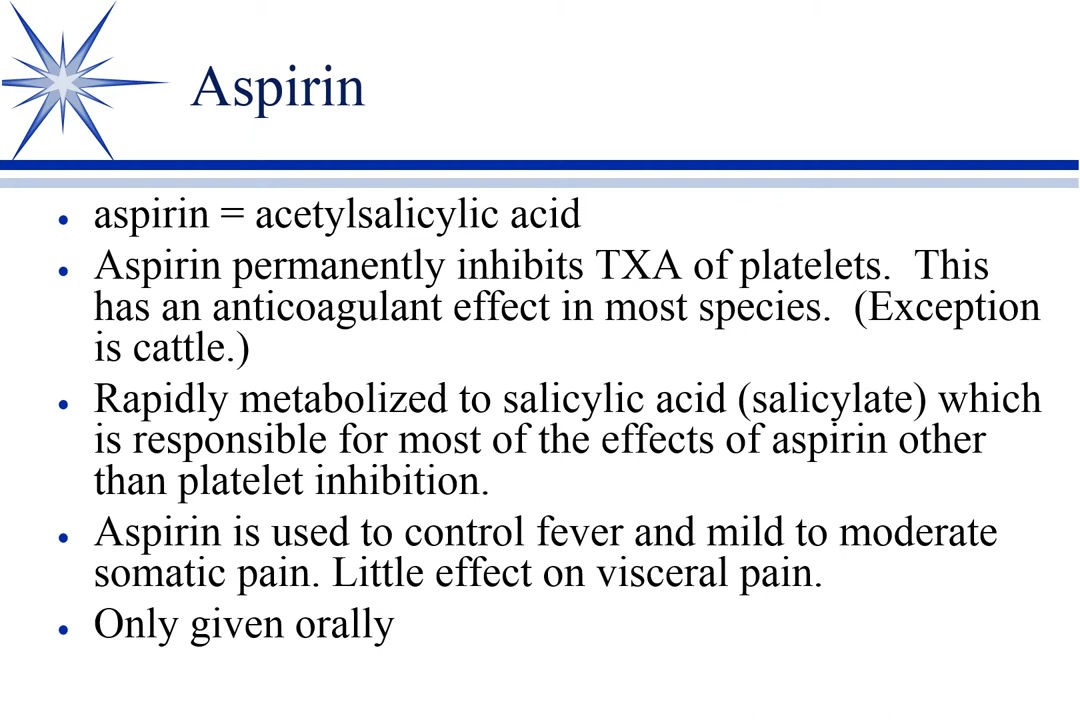 Aspirin
• aspirin = acetylsalicylic acid
• Aspirin permanently inhibits TXA of platelets.  This
has an anticoagulant effect in most species.  (Exception
is cattle.)
• Rapidly metabolized to salicylic acid (salicylate) which
is responsible for most of the effects of aspirin other
than platelet inhibition.
• Aspirin is used to control fever and mild to moderate
somatic pain. Little effect on visceral pain.
• Only given orally